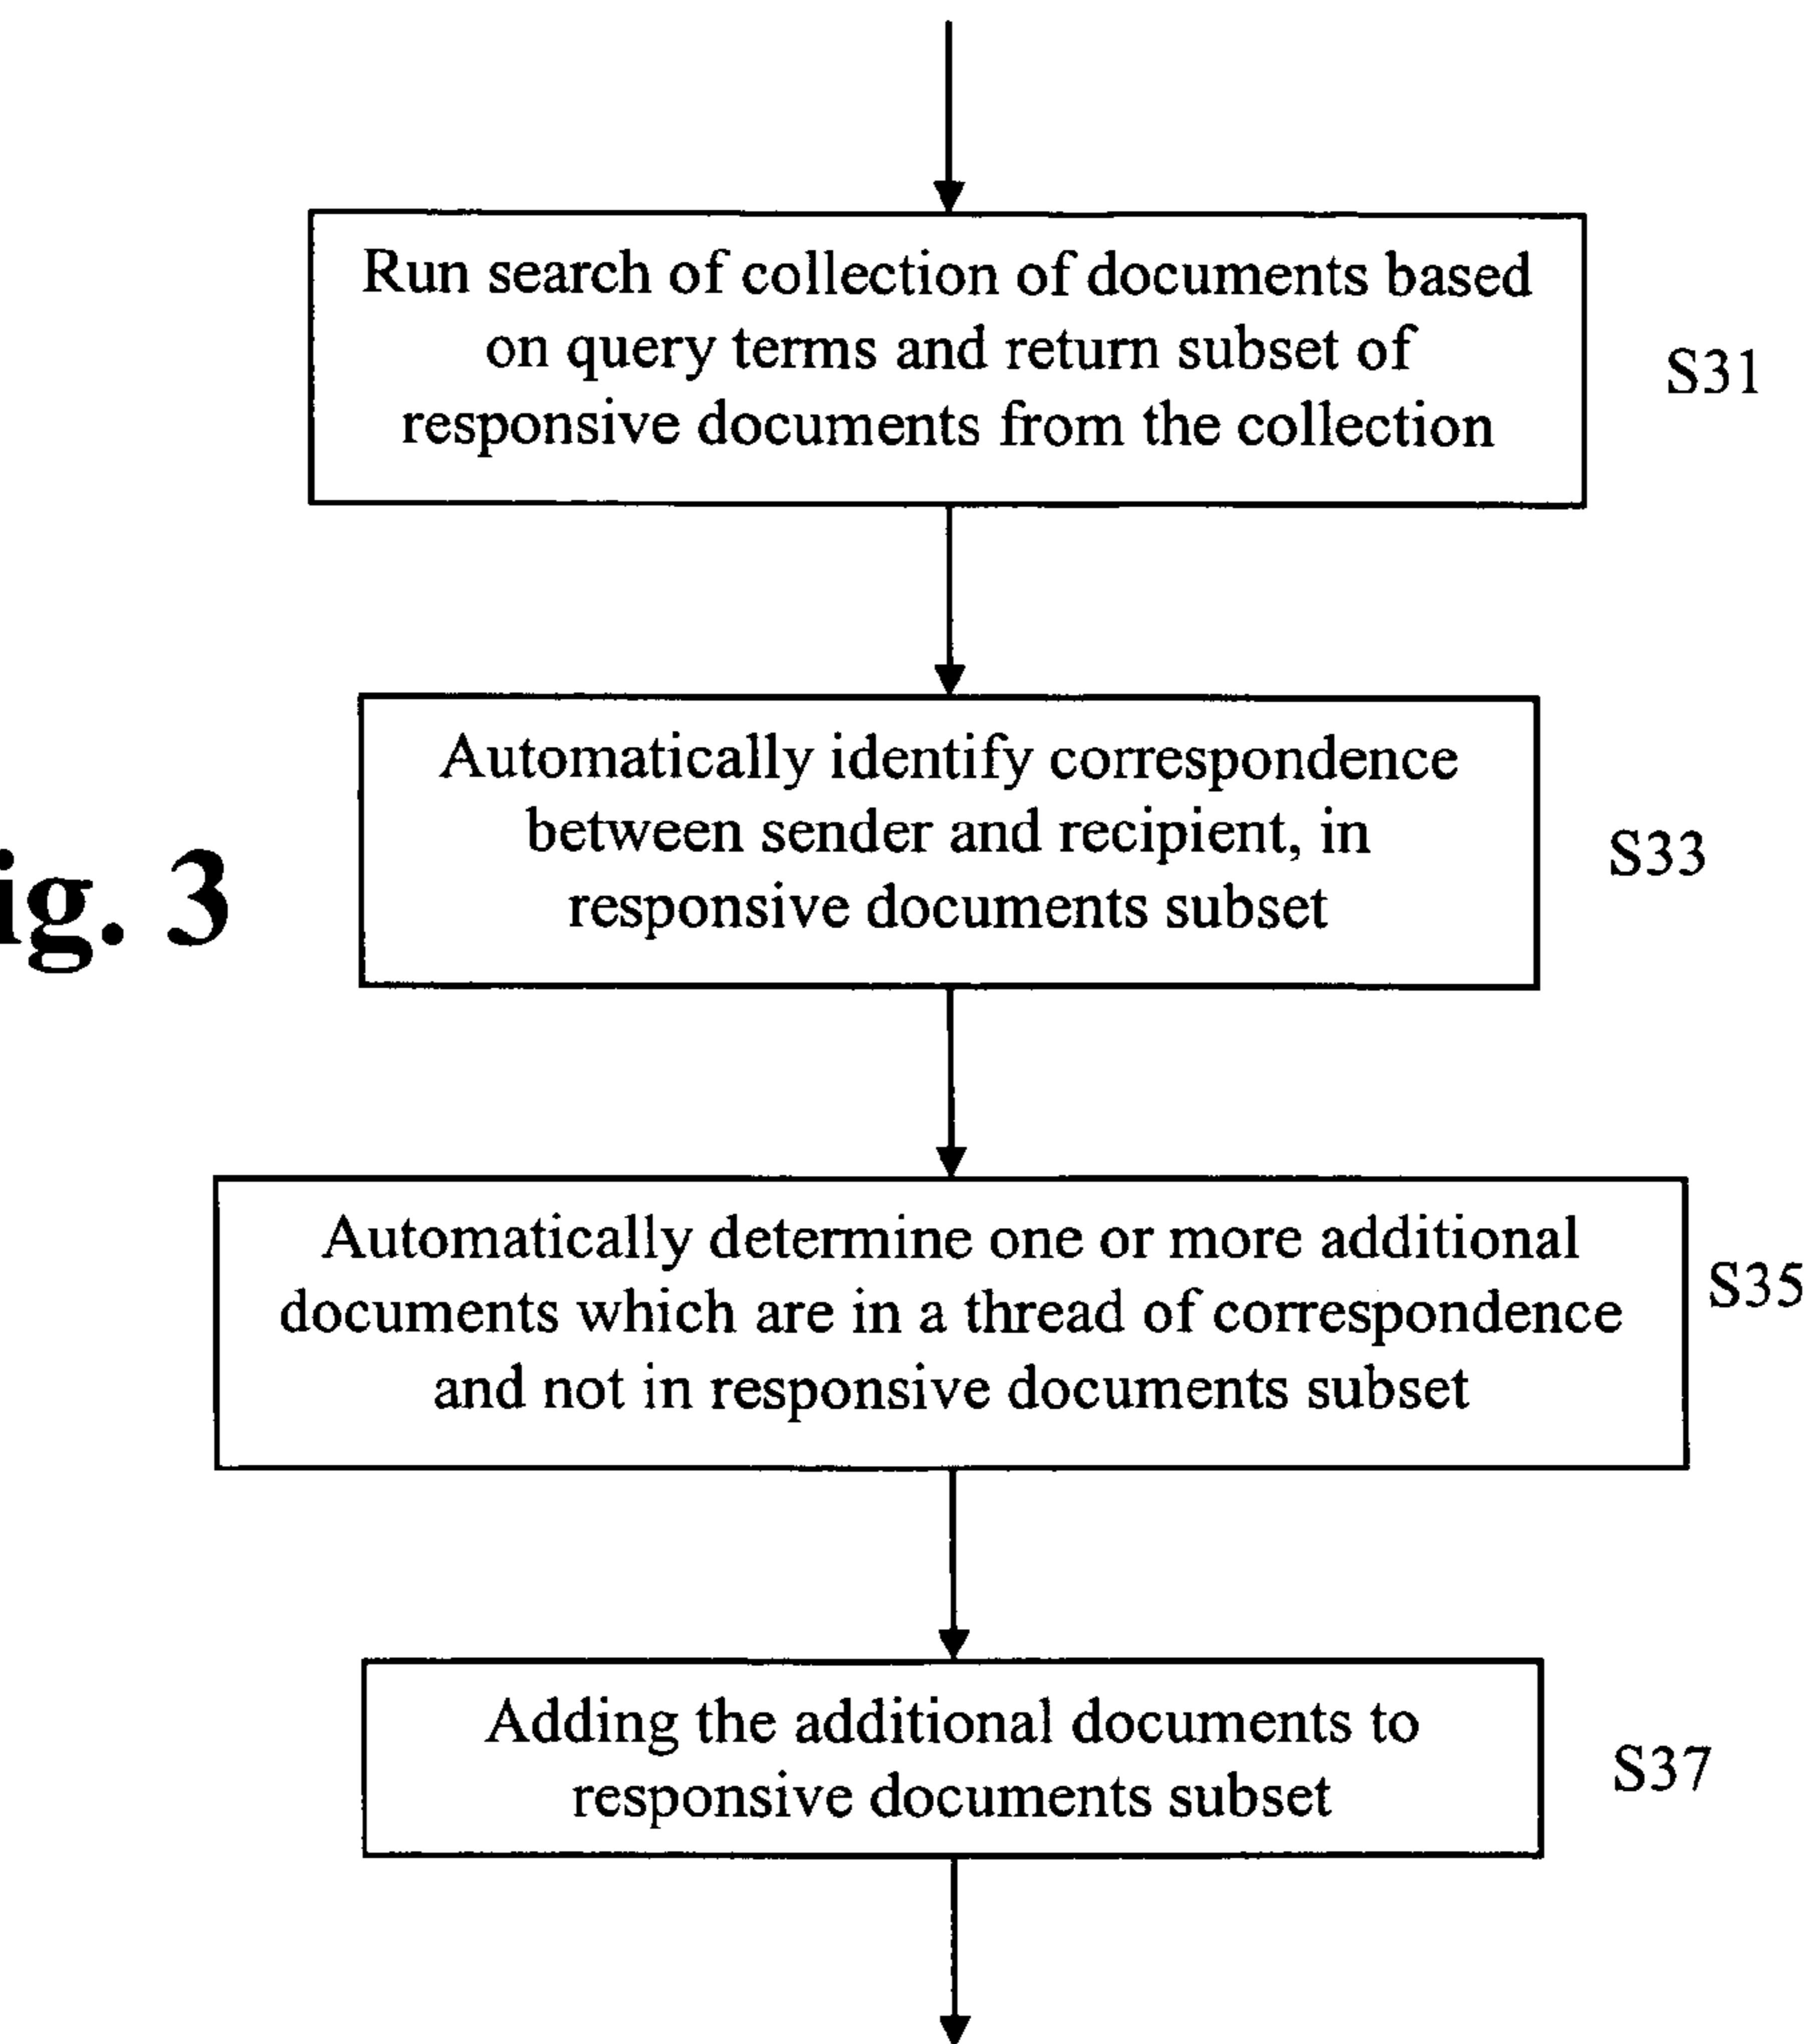 Run search of collection of documents based
on query terms and return subset of
responsive documents from the collection
S31
Automatically identify correspondence
between sender and recipient, in
responsive documents subset
S33
ig. 3
Automatically determine one or more additional
documents which are in a thread of correspondence
and not in responsive documents subset
S35
Adding the additional documents to
responsive documents subset
S37